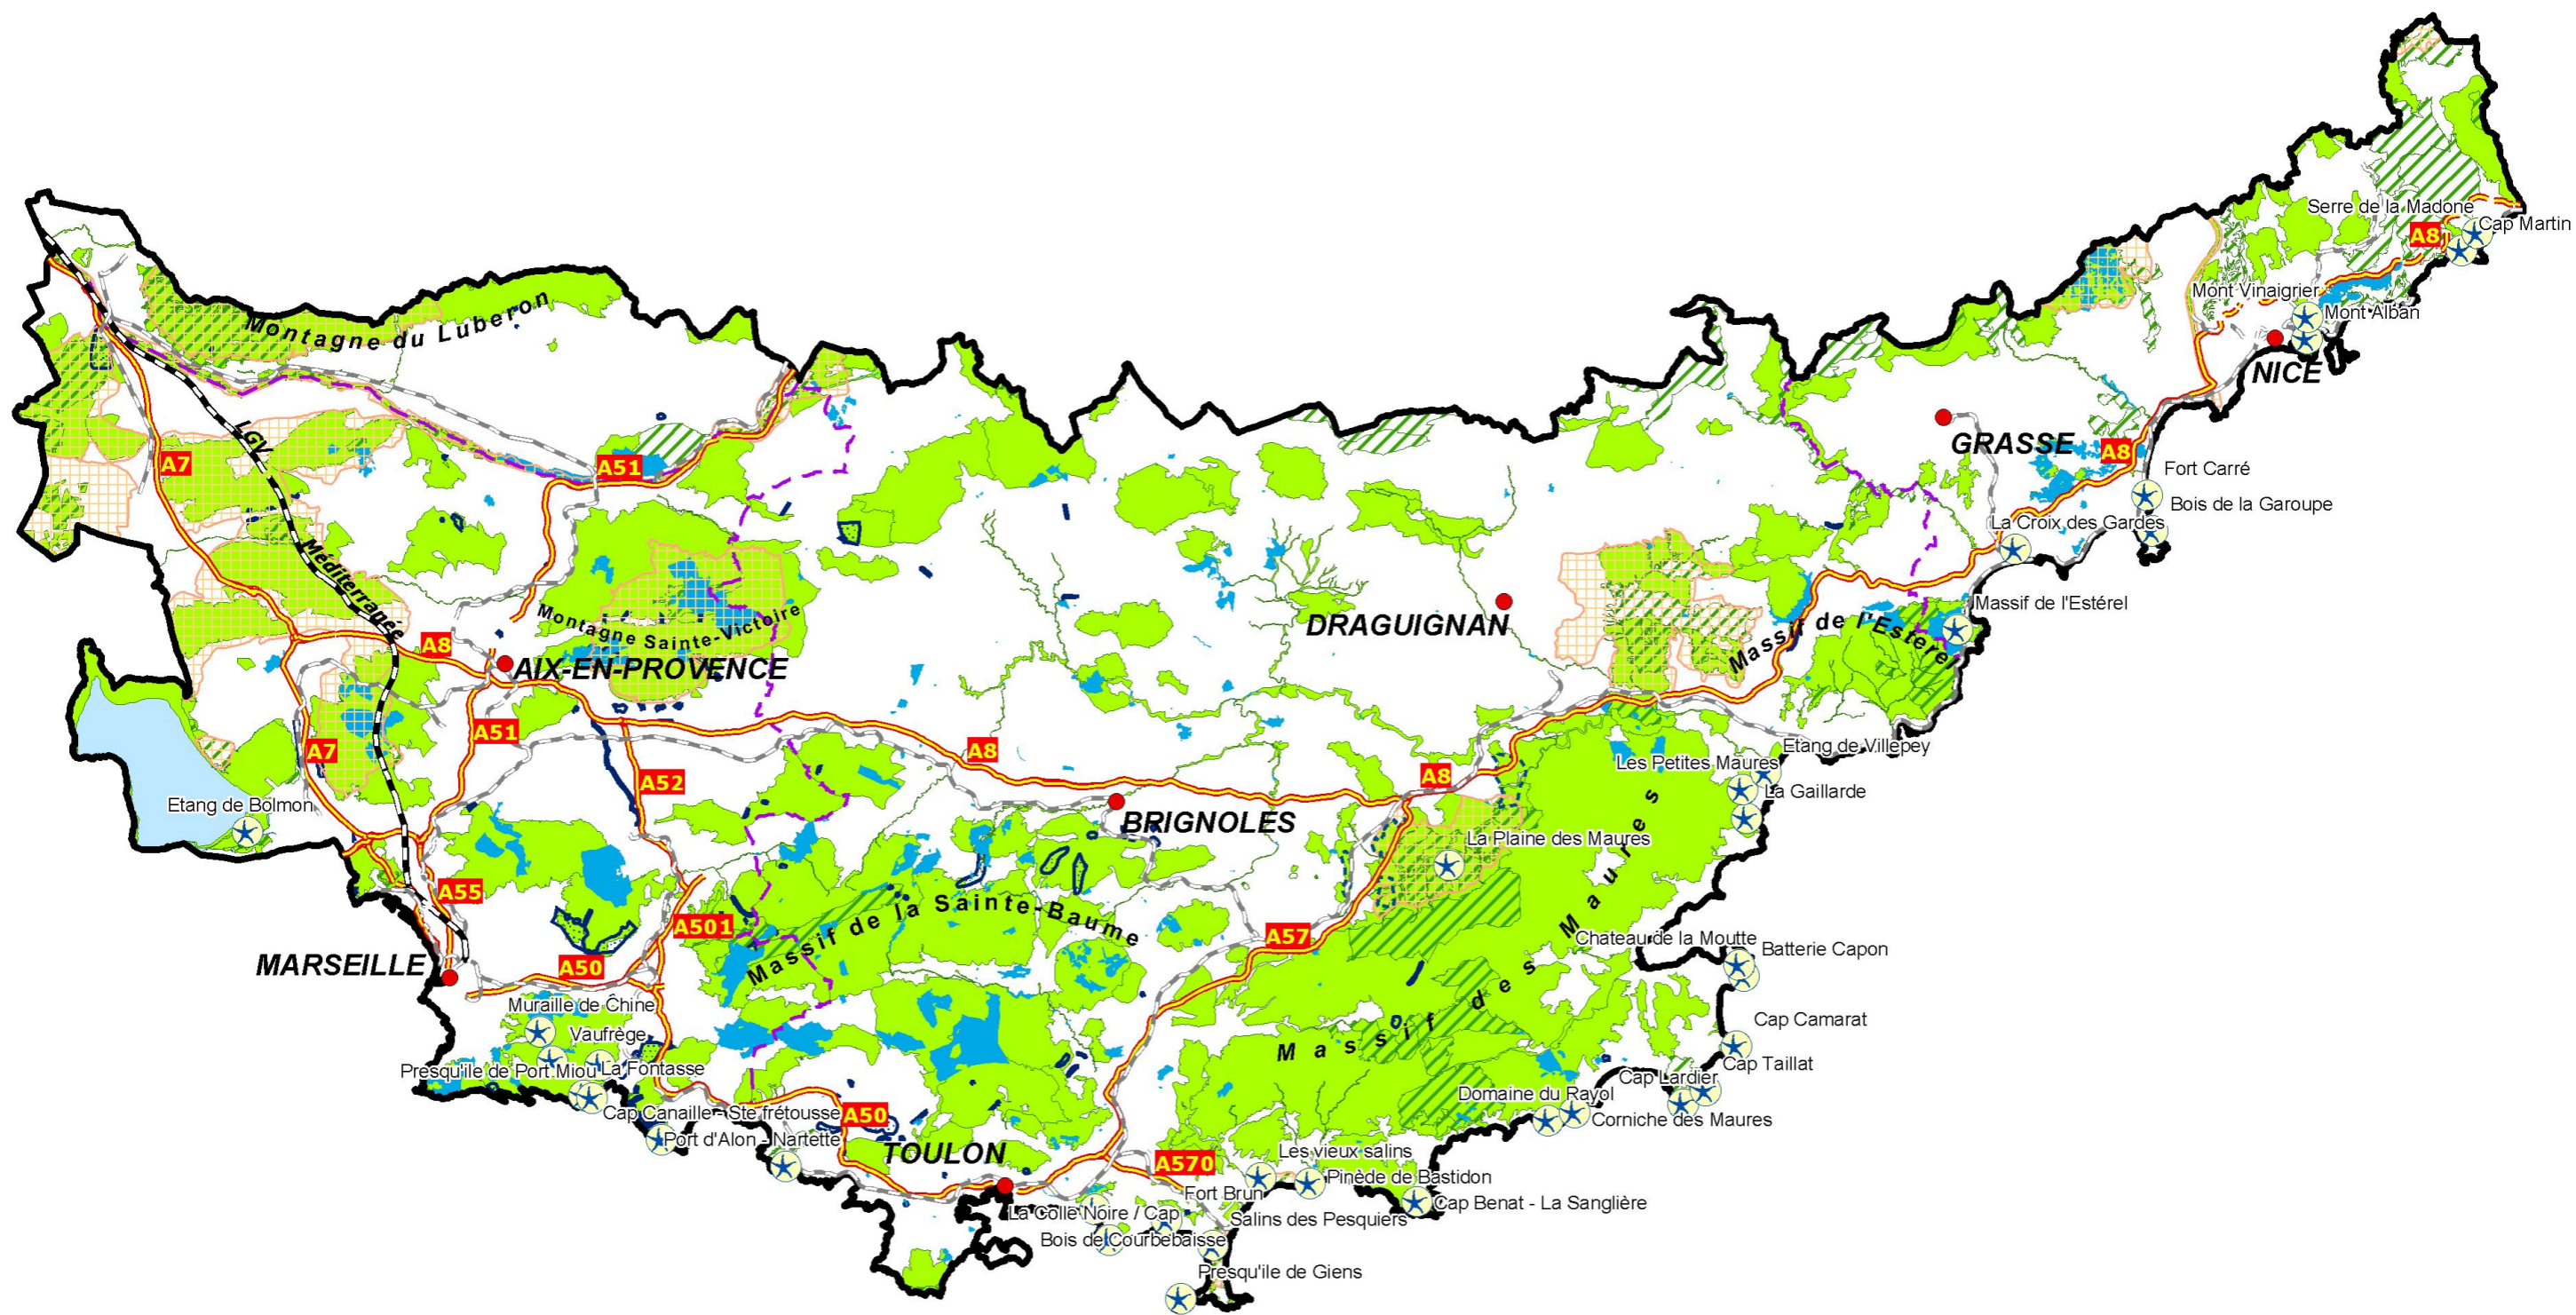 Serre de la Madone
Cap Martin
A8
Mont Vinaigrier
Mont Alban
NICE
Montagne du Luberon
GRASSE
A8
LGV Méditerranée
A7
A51
Fort Carré
Bois de la Garoupe
La Croix des Gardes
Montagne Sainte-Victoire
DRAGUIGNAN
Massif de l'Estérel
Massif de l'Estérel
A8
AIX-EN-PROVENCE
A51
A7
A8
A52
A8
Etang de Villepey
Les Petites Maures
La Gaillarde
Etang de Bolmon
BRIGNOLES
La Plaine des Maures
A55
A501
Massif de la Sainte-Baume
A57
Massif des Maures
Chateau de la Moutte
Batterie Capon
MARSEILLE
A50
Muraille de Chine
Vaufrège
Cap Camarat
Presqu'ile de Port Miou
La Fontasse
Cap Taillat
Cap Lardier
Domaine du Rayol
Corniche des Maures
Cap Canaille - Ste frétousse
A50
Port d'Alon - Nartette
TOULON
A570
Les vieux salins
Pinède de Bastidon
Fort Brun
Cap Benat - La Sanglière
La Colle Noire / Cap
Salins des Pesquiers
Bois de Courbebaisse
Presqu'ile de Giens